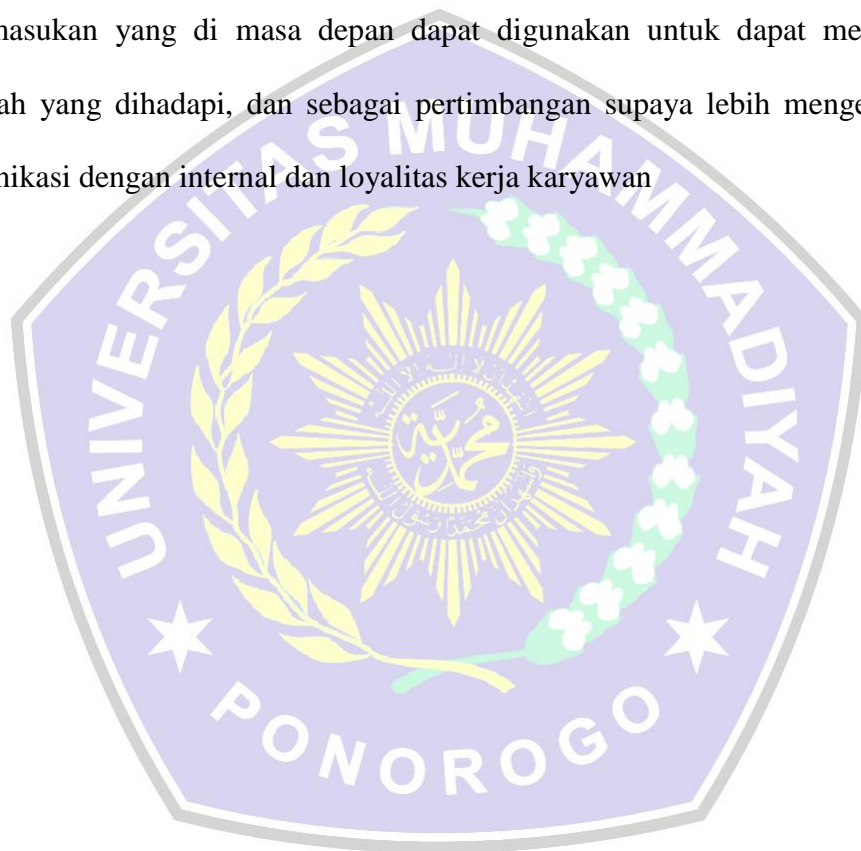 masukan yang di masa depan dapat digunakan untuk dapat me
ah yang dihadapi, dan sebagai pertimbangan supaya lebih menge
nikasi dengan internal dan loyalitas kerja karyawan
UNIVERSITAS MUHAMMADIYAH
PONOROGO